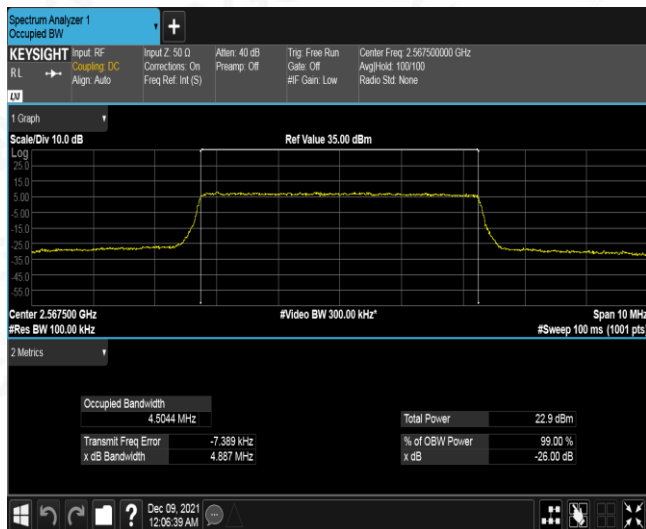 Spectrum Analyzer 1
Occupied BW
+
KEYSIGHT
RL
LXI
Input: RF
Coupling: DC
Align: Auto
Input Z: 50 Ω
Corrections: On
Freq Ref: Int (S)
Atten: 40 dB
Preamp: Off
Trig: Free Run
Gate: Off
#IF Gain: Low
Center Freq: 2.567500000 GHz
Avg|Hold: 100/100
Radio Std: None
1 Graph
Scale/Div 10.0 dB
Ref Value 35.00 dBm
Log
25.0
15.0
5.00
-5.00
-15.0
-25.0
-35.0
-45.0
-55.0
Center 2.567500 GHz
#Video BW 300.00 kHz*
Span 10 MHz
#Res BW 100.00 kHz
#Sweep 100 ms (1001 pts)
2 Metrics
Occupied Bandwidth
4.5044 MHz
Total Power 22.9 dBm
Transmit Freq Error -7.389 kHz
% of OBW Power 99.00 %
x dB Bandwidth 4.887 MHz
x dB -26.00 dB
?
Dec 09, 2021
12:06:39 AM